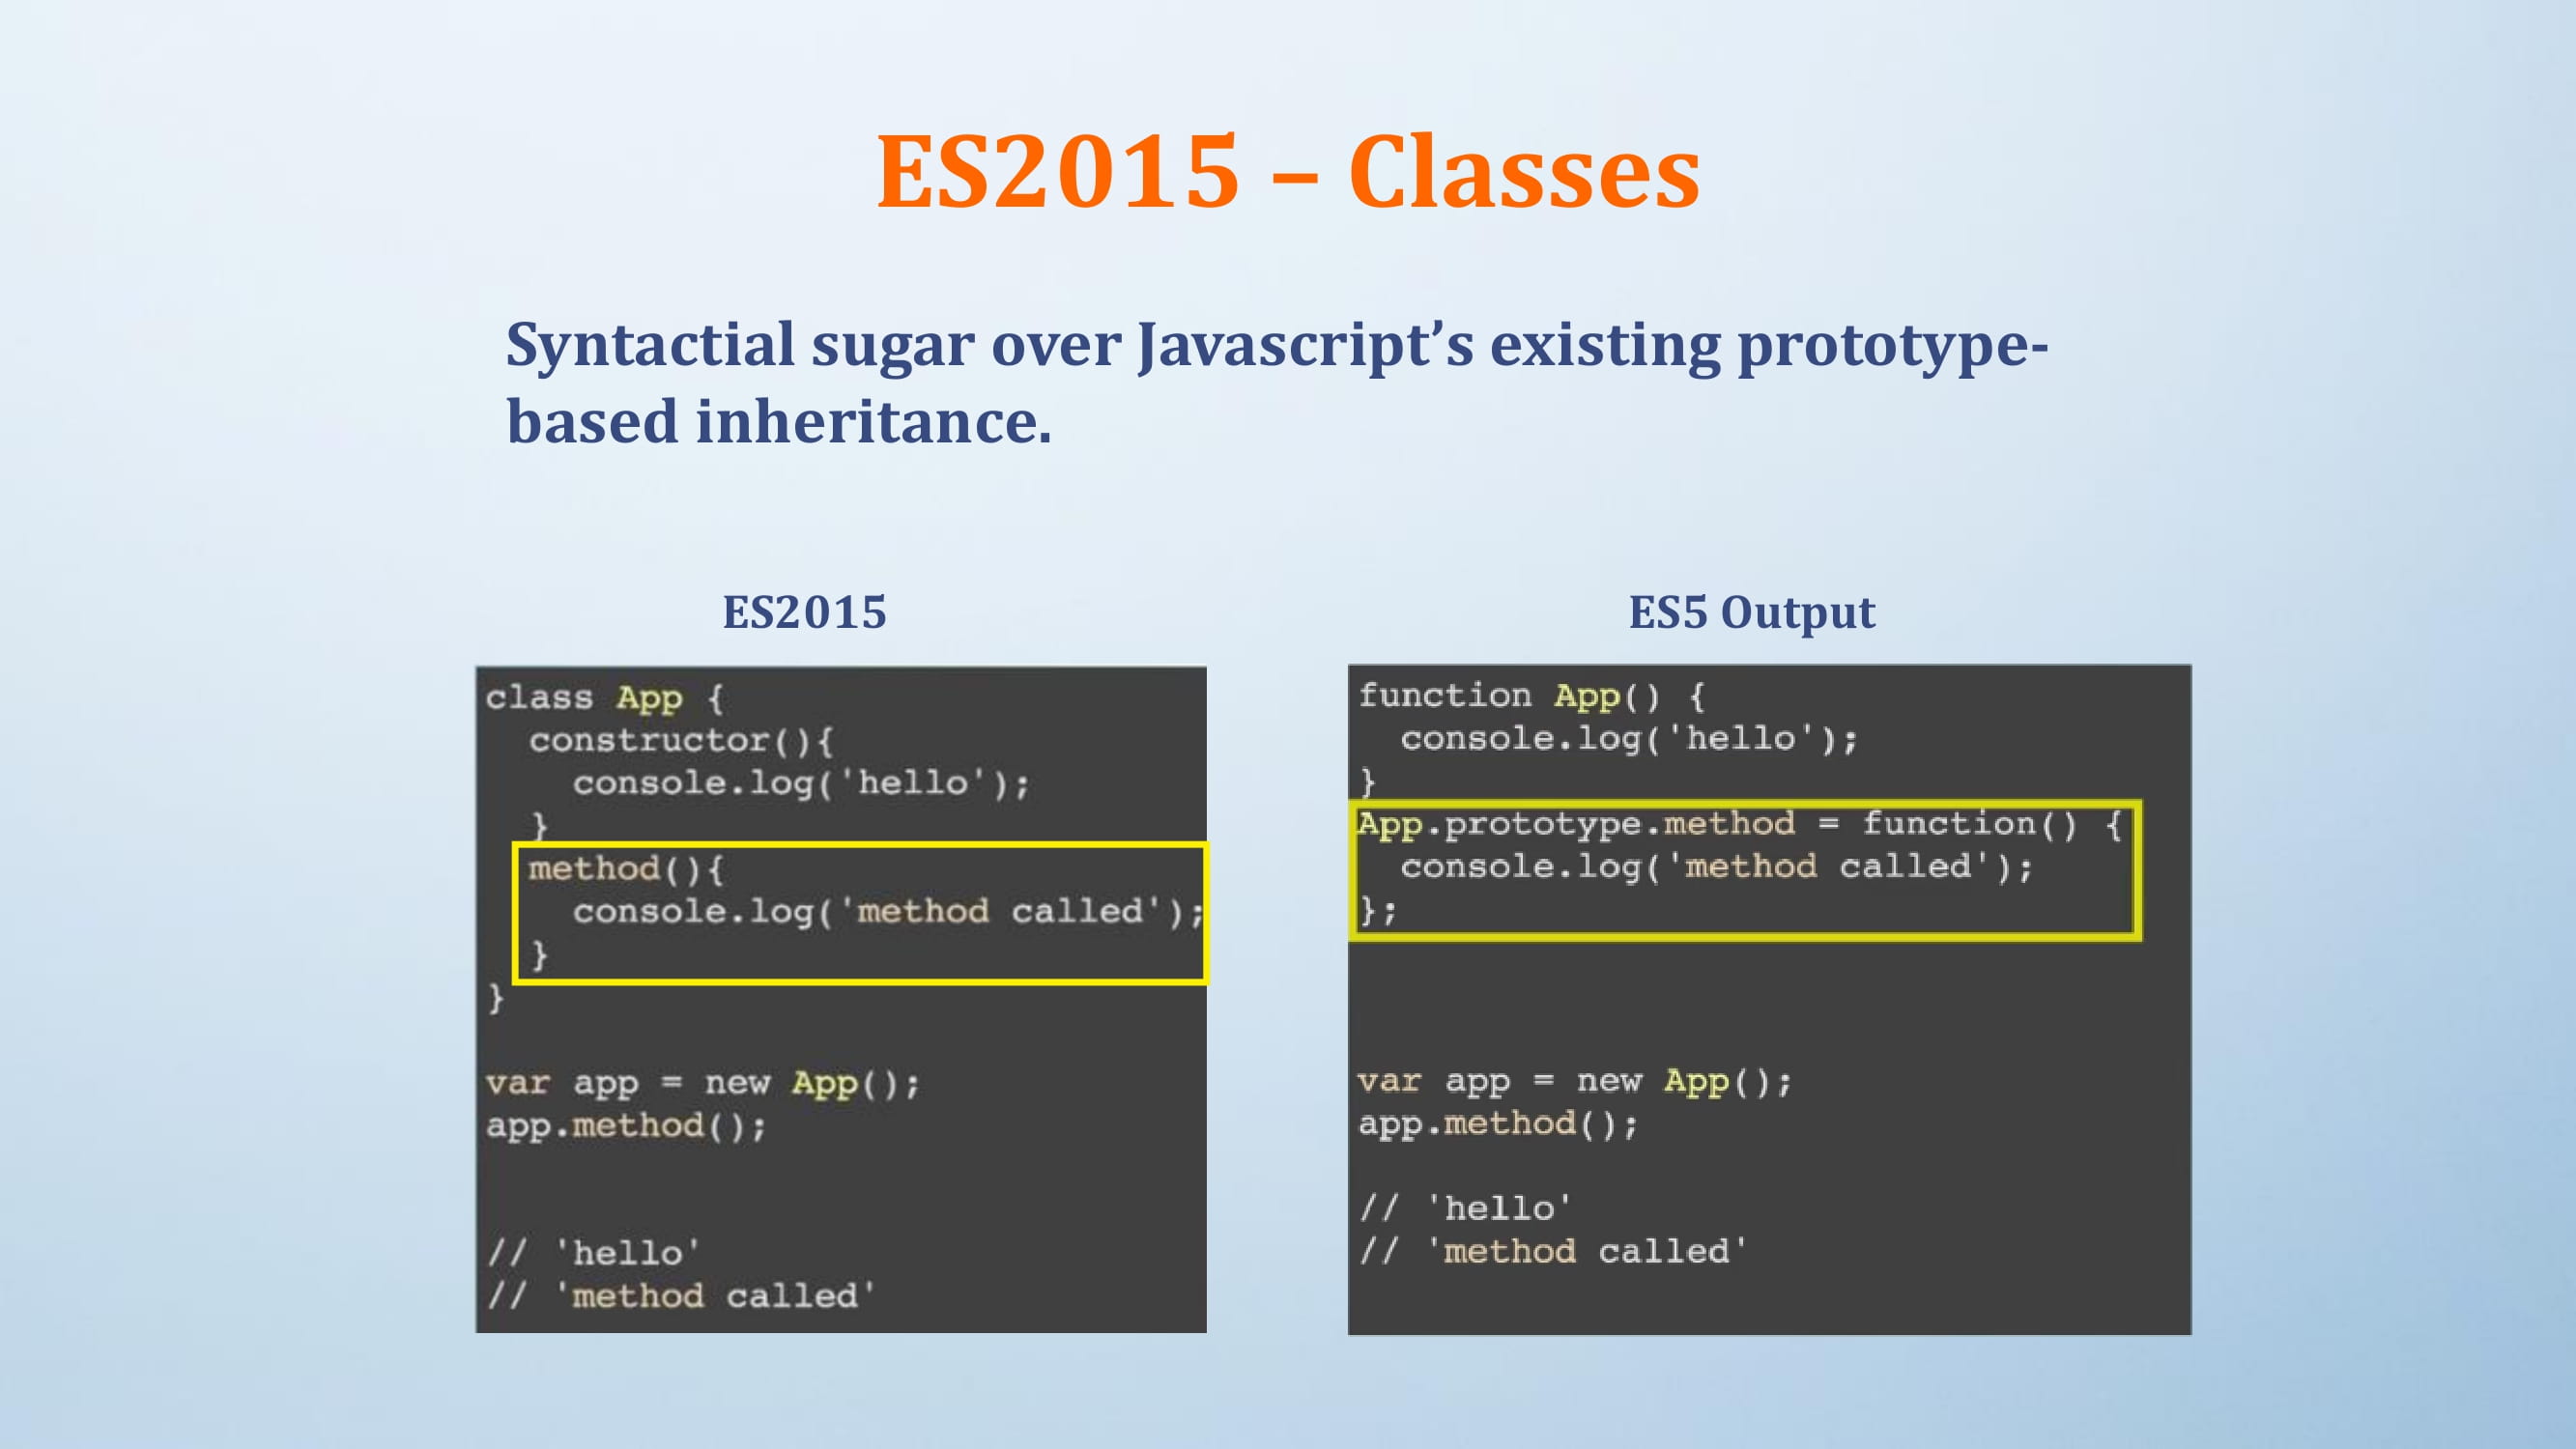 ES2015 – Classes
Syntactial sugar over Javascript’s existing prototype-
based inheritance.
ES2015
class App {
  constructor(){
    console.log('hello');
  }
  method(){
    console.log('method called');
  }
}
var app = new App();
app.method();
// 'hello'
// 'method called'
ES5 Output
function App() {
  console.log('hello');
}
App.prototype.method = function() {
  console.log('method called');
};
var app = new App();
app.method();
// 'hello'
// 'method called'